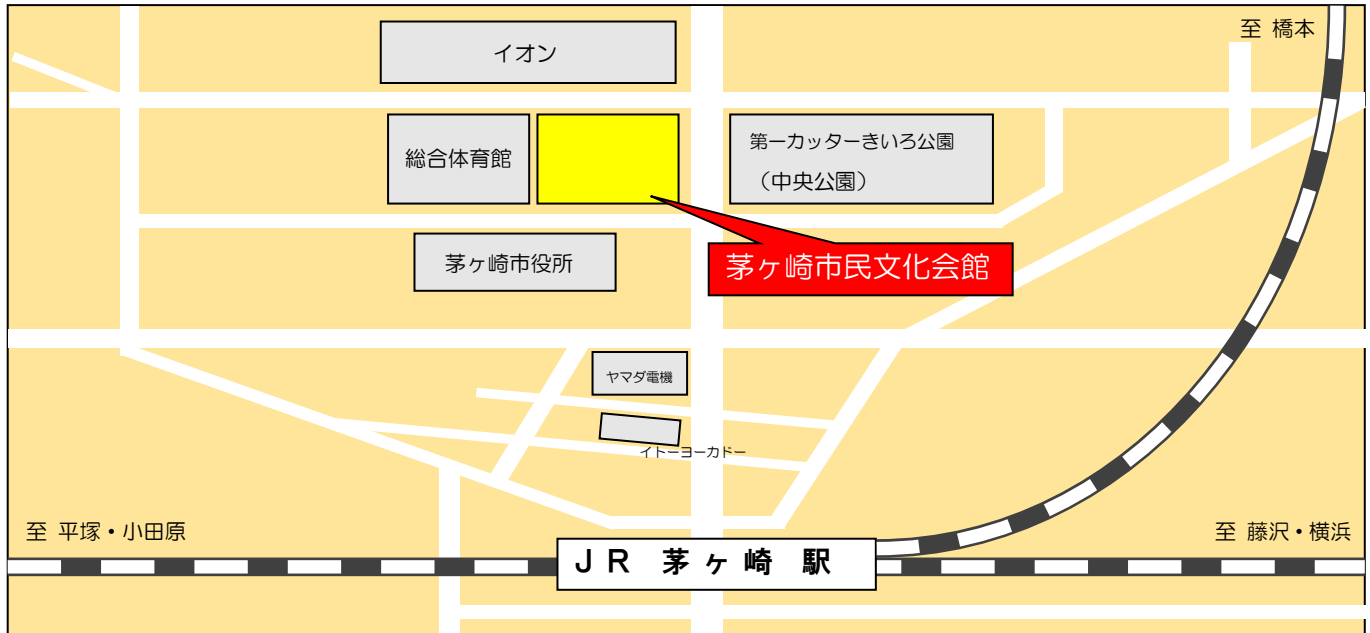 至 橋本
イオン
総合体育館
第一カッターきいろ公園
（中央公園）
茅ヶ崎市役所
茅ヶ崎市民文化会館
ヤマダ電機
イトーヨーカドー
至 平塚・小田原
至 藤沢・横浜
ＪＲ 茅ヶ崎 駅